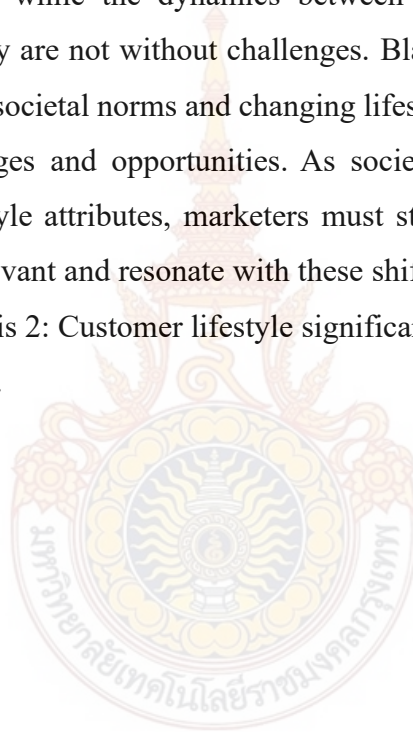 while the dynamics between
y are not without challenges. Bla
societal norms and changing lifes
ges and opportunities. As socie
yle attributes, marketers must st
vant and resonate with these shif
is 2: Customer lifestyle significa
.
มหาวิทยาลัยเทคโนโลยีราชมงคลกรุงเทพ